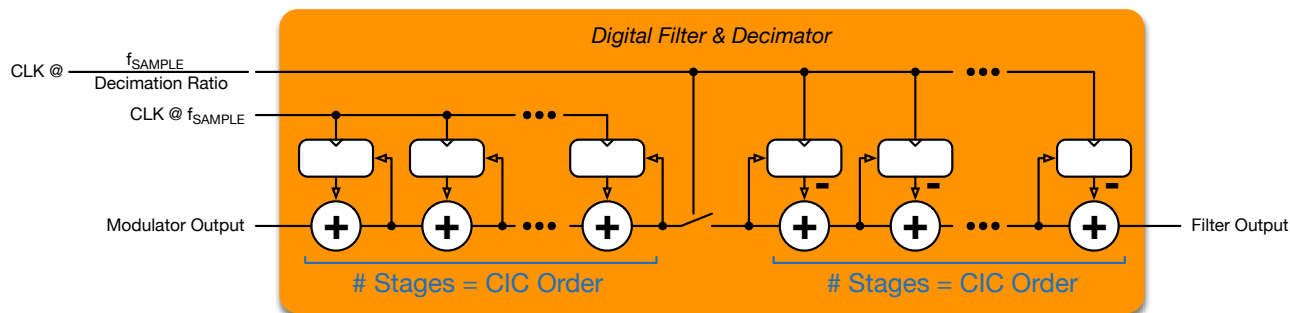 Digital Filter & Decimator
CLK @ fSAMPLE
Decimation Ratio
CLK @ fSAMPLE
Modulator Output
Filter Output
# Stages = CIC Order
# Stages = CIC Order